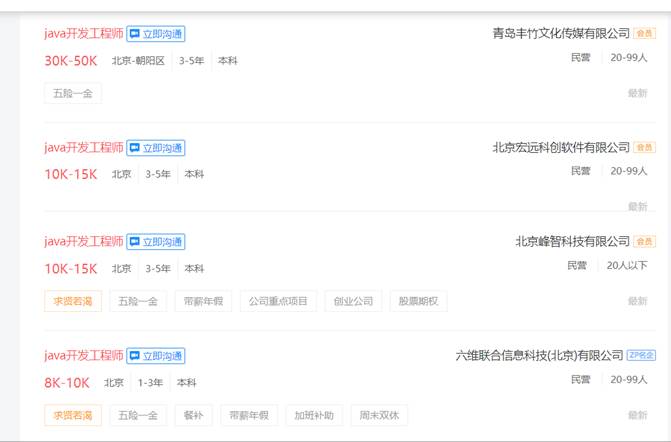 java开发工程师 立即沟通 青岛丰竹文化传媒有限公司 会员
30K-50K 北京-朝阳区 3-5年 本科 民营 20-99人
五险一金 最新
java开发工程师 立即沟通 北京宏远科创软件有限公司 会员
10K-15K 北京 3-5年 本科 民营 20-99人
最新
java开发工程师 立即沟通 北京峰智科技有限公司 会员
10K-15K 北京 3-5年 本科 民营 20人以下
求贤若渴 五险一金 带薪年假 公司重点项目 创业公司 股票期权 最新
java开发工程师 立即沟通 六维联合信息科技(北京)有限公司 ZP名企
8K-10K 北京 1-3年 本科 民营 20-99人
求贤若渴 五险一金 餐补 带薪年假 加班补助 周末双休 最新